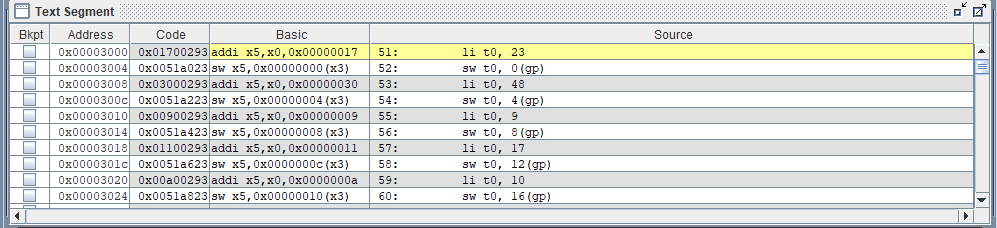 Text Segment
Bkpt Address Code Basic Source
0x00003000 0x01700293 addi x5,x0,0x00000017 51: li t0, 23
0x00003004 0x0051a023 sw x5,0x00000000(x3) 52: sw t0, 0(gp)
0x00003008 0x03000293 addi x5,x0,0x00000030 53: li t0, 48
0x0000300c 0x0051a223 sw x5,0x00000004(x3) 54: sw t0, 4(gp)
0x00003010 0x00900293 addi x5,x0,0x00000009 55: li t0, 9
0x00003014 0x0051a423 sw x5,0x00000008(x3) 56: sw t0, 8(gp)
0x00003018 0x01100293 addi x5,x0,0x00000011 57: li t0, 17
0x0000301c 0x0051a623 sw x5,0x0000000c(x3) 58: sw t0, 12(gp)
0x00003020 0x00a00293 addi x5,x0,0x0000000a 59: li t0, 10
0x00003024 0x0051a823 sw x5,0x00000010(x3) 60: sw t0, 16(gp)